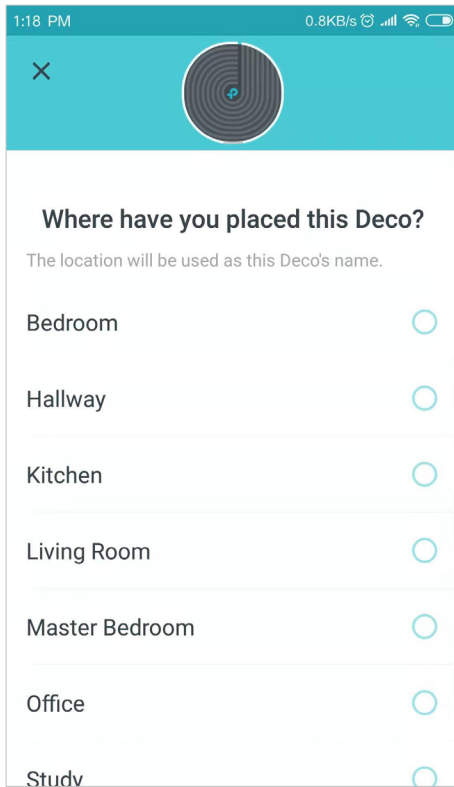 1:18 PM 0.8KB/s
Where have you placed this Deco?
The location will be used as this Deco's name.
Bedroom
Hallway
Kitchen
Living Room
Master Bedroom
Office
Study